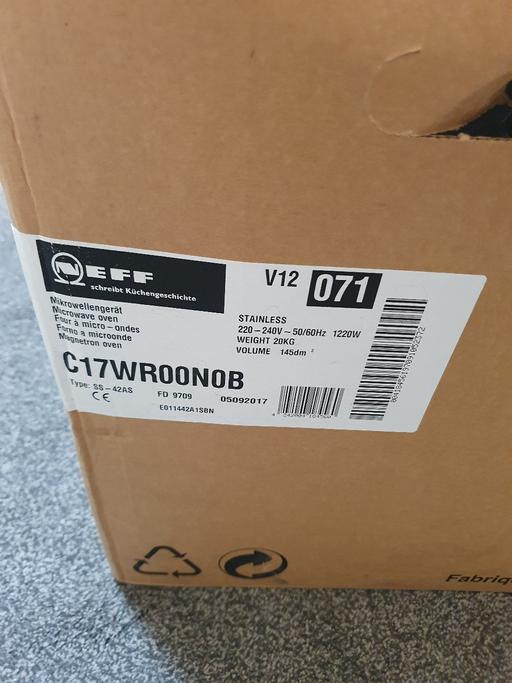 NEFF
schreibt Küchengeschichte
V12 071
Mikrowellengerät
Microwave oven
Four à micro-ondes
Forno a microonde
Magnetron oven
STAINLESS
220-240V~50/60Hz 1220W
WEIGHT 20KG
VOLUME 145dm³
C17WR00N0B
Type: SS-42AS
CE
FD 9709
05092017
E011442A1SBN
Fabriq